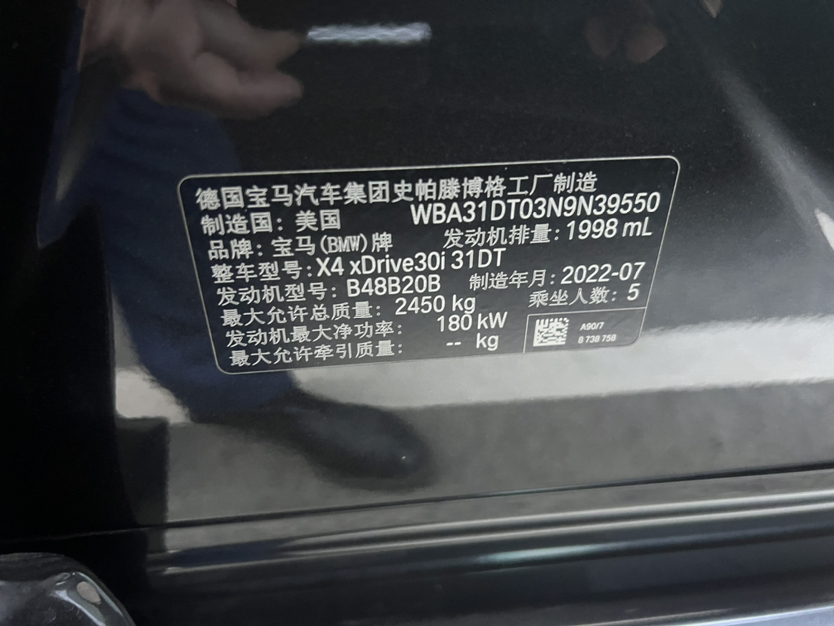 德国宝马汽车集团史帕滕博格工厂制造
制造国: 美国 WBA31DT03N9N39550
品牌: 宝马(BMW)牌 发动机排量: 1998 mL
整车型号: X4 xDrive30i 31DT
发动机型号: B48B20B 制造年月: 2022-07
最大允许总质量: 2450 kg 乘坐人数: 5
发动机最大净功率: 180 kW
最大允许牵引质量: -- kg
A90/7
8 738 758